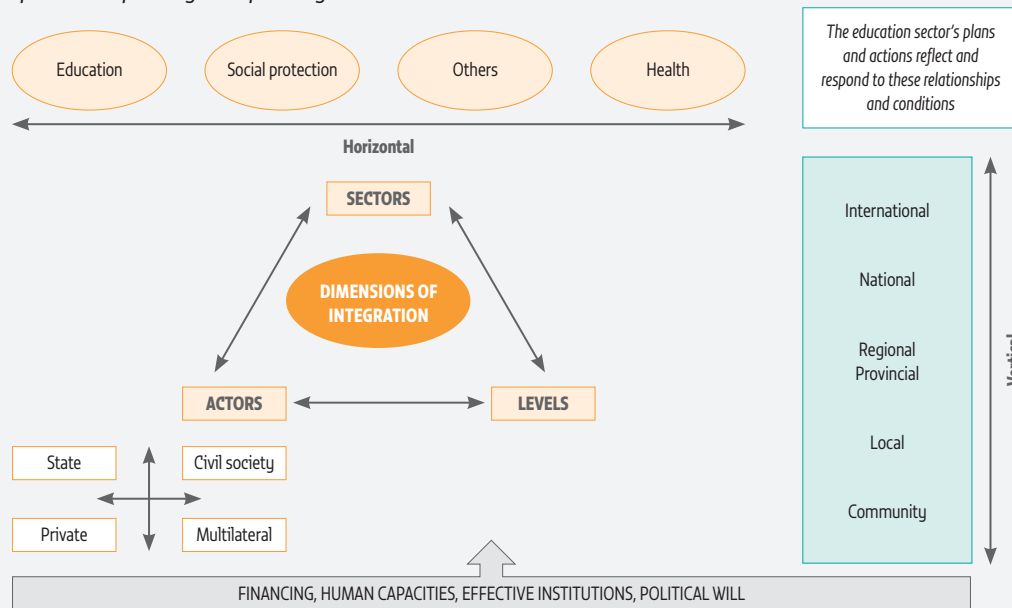 Education
Social protection
Others
Health
The education sector's plans
and actions reflect and
respond to these relationships
and conditions
Horizontal
SECTORS
DIMENSIONS OF
INTEGRATION
ACTORS
LEVELS
State
Civil society
Private
Multilateral
International
National
Regional
Provincial
Local
Community
FINANCING, HUMAN CAPACITIES, EFFECTIVE INSTITUTIONS, POLITICAL WILL